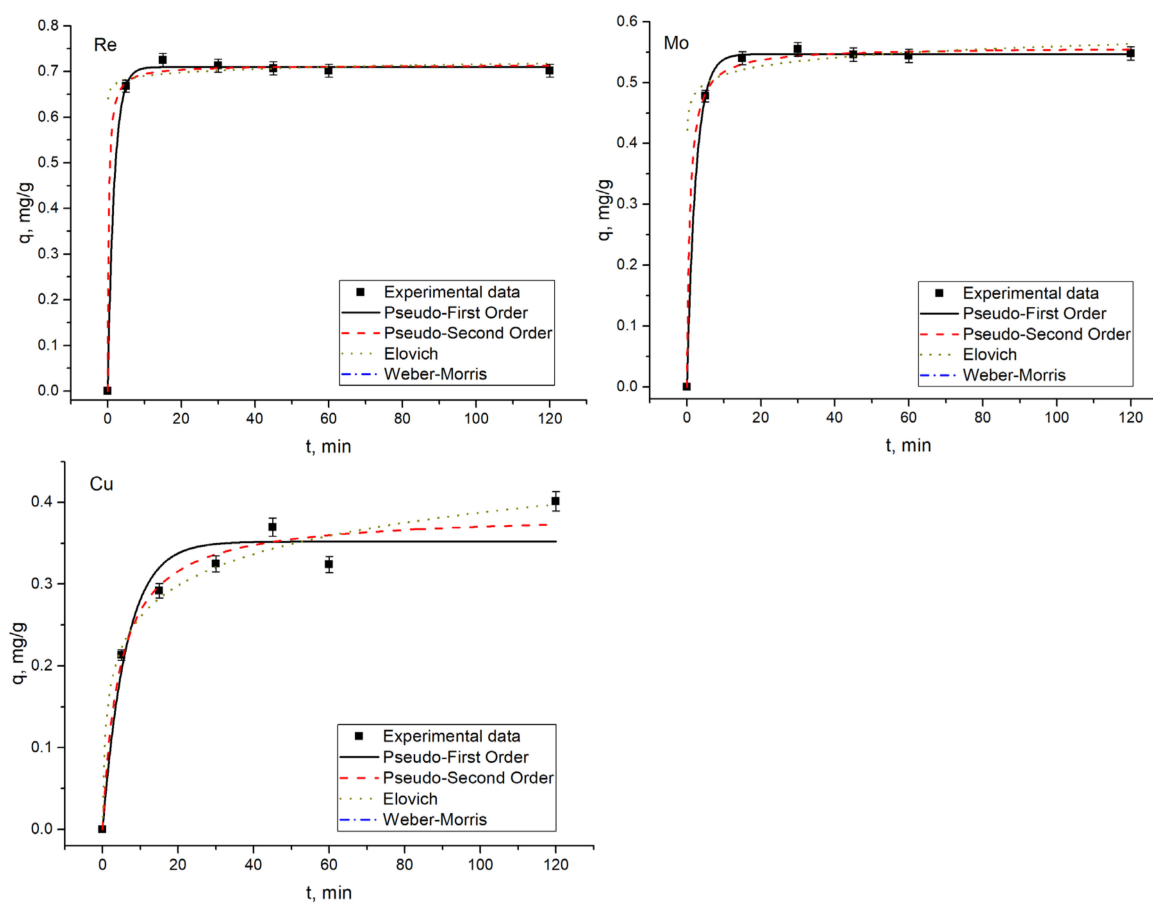 Re
0.8
0.7
0.6
0.5
0.4
0.3
0.2
0.1
0.0
q, mg/g
Experimental data
Pseudo-First Order
Pseudo-Second Order
Elovich
Weber-Morris
0 20 40 60 80 100 120
t, min
Mo
0.6
0.5
0.4
0.3
0.2
0.1
0.0
q, mg/g
Experimental data
Pseudo-First Order
Pseudo-Second Order
Elovich
Weber-Morris
0 20 40 60 80 100 120
t, min
Cu
0.4
0.3
0.2
0.1
0.0
q, mg/g
Experimental data
Pseudo-First Order
Pseudo-Second Order
Elovich
Weber-Morris
0 20 40 60 80 100 120
t, min